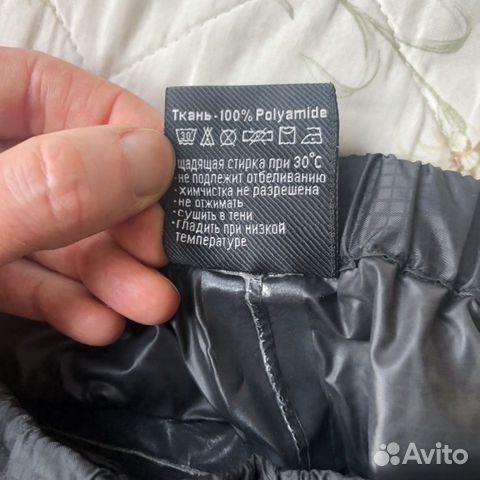 Ткань-100% Polyamide
30
щадящая стирка при 30°C
-не подлежит отбеливанию
-химчистка не разрешена
-не отжимать
-сушить в тени
-гладить при низкой
температуре
Avito